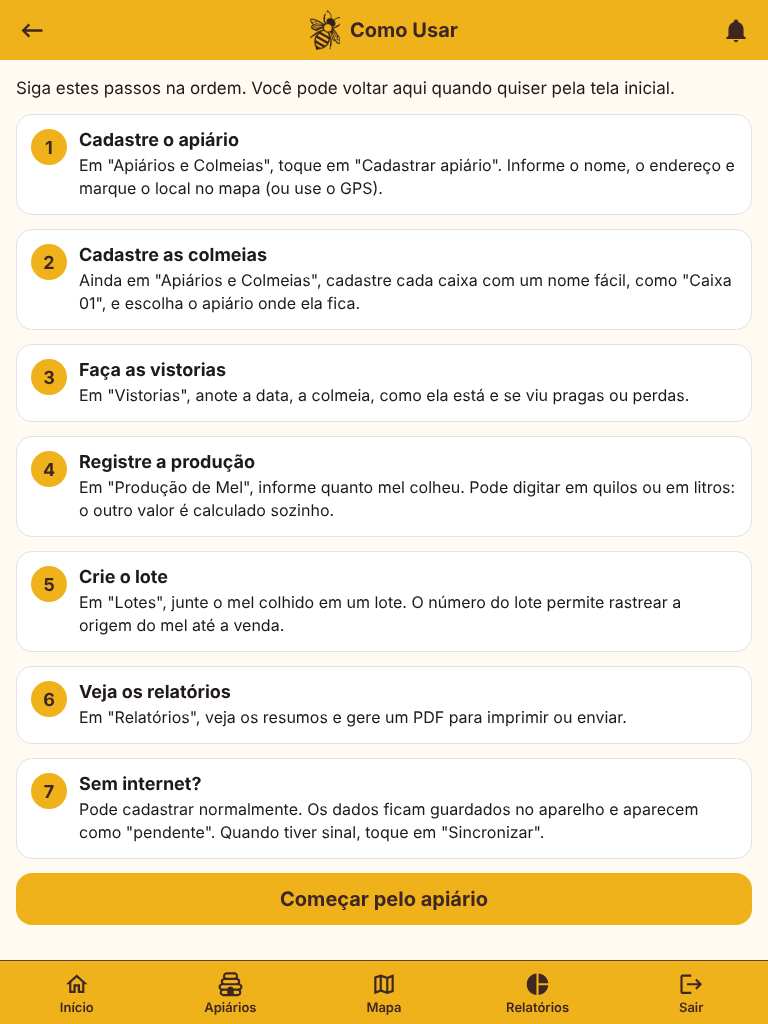 Como Usar
Siga estes passos na ordem. Você pode voltar aqui quando quiser pela tela inicial.
1
Cadastre o apiário
Em "Apiários e Colmeias", toque em "Cadastrar apiário". Informe o nome, o endereço e
marque o local no mapa (ou use o GPS).
2
Cadastre as colmeias
Ainda em "Apiários e Colmeias", cadastre cada caixa com um nome fácil, como "Caixa
01", e escolha o apiário onde ela fica.
3
Faça as vistorias
Em "Vistorias", anote a data, a colmeia, como ela está e se viu pragas ou perdas.
4
Registre a produção
Em "Produção de Mel", informe quanto mel colheu. Pode digitar em quilos ou em litros:
o outro valor é calculado sozinho.
5
Crie o lote
Em "Lotes", junte o mel colhido em um lote. O número do lote permite rastrear a
origem do mel até a venda.
6
Veja os relatórios
Em "Relatórios", veja os resumos e gere um PDF para imprimir ou enviar.
7
Sem internet?
Pode cadastrar normalmente. Os dados ficam guardados no aparelho e aparecem
como "pendente". Quando tiver sinal, toque em "Sincronizar".
Começar pelo apiário
Início
Apiários
Mapa
Relatórios
Sair